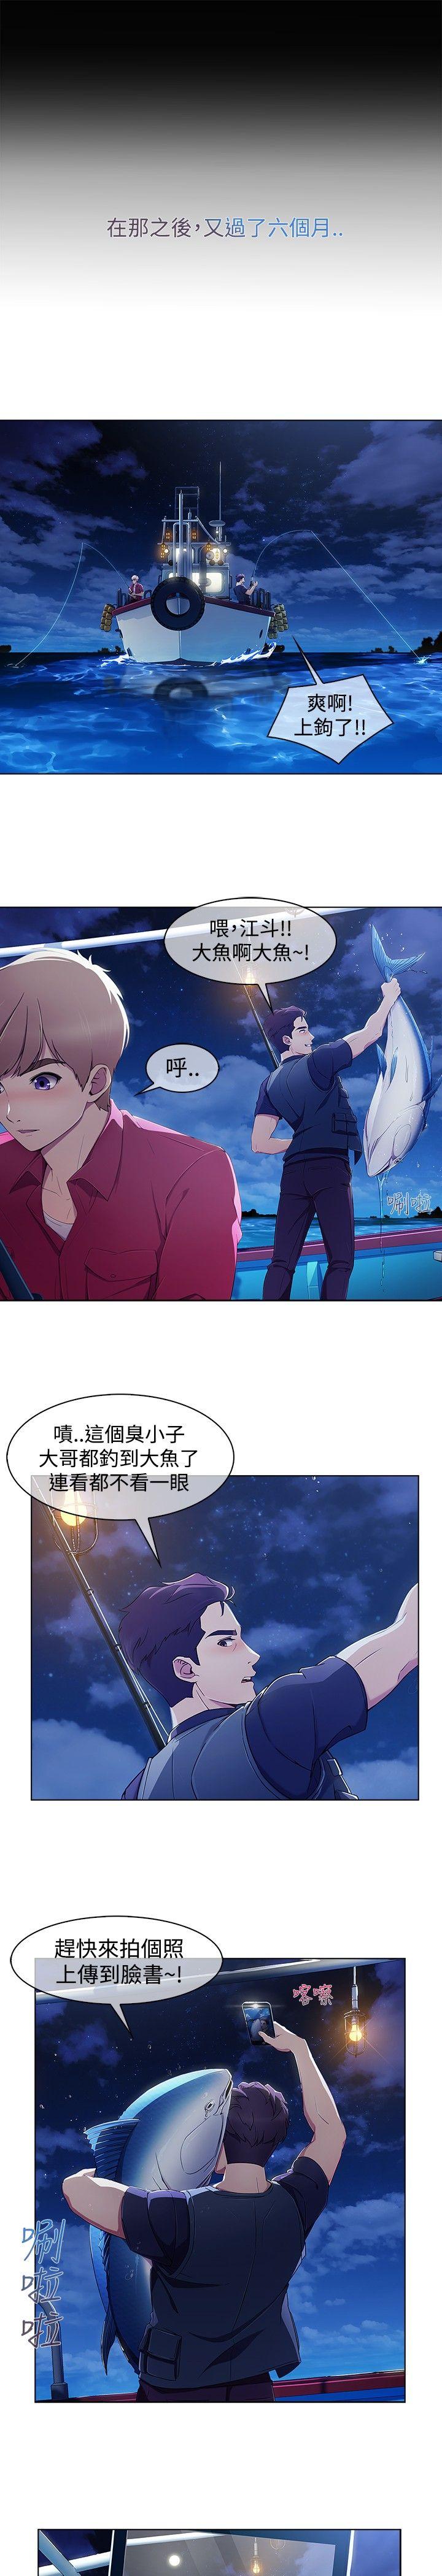 在那之後，又過了六個月..
爽啊!
上鉤了!!
喂，江斗!!
大魚啊大魚~!
呼..
唰啦
嘖..這個臭小子
大哥都釣到大魚了
連看都不看一眼
趕快來拍個照
上傳到臉書~!
喀嚓
唰啦啦